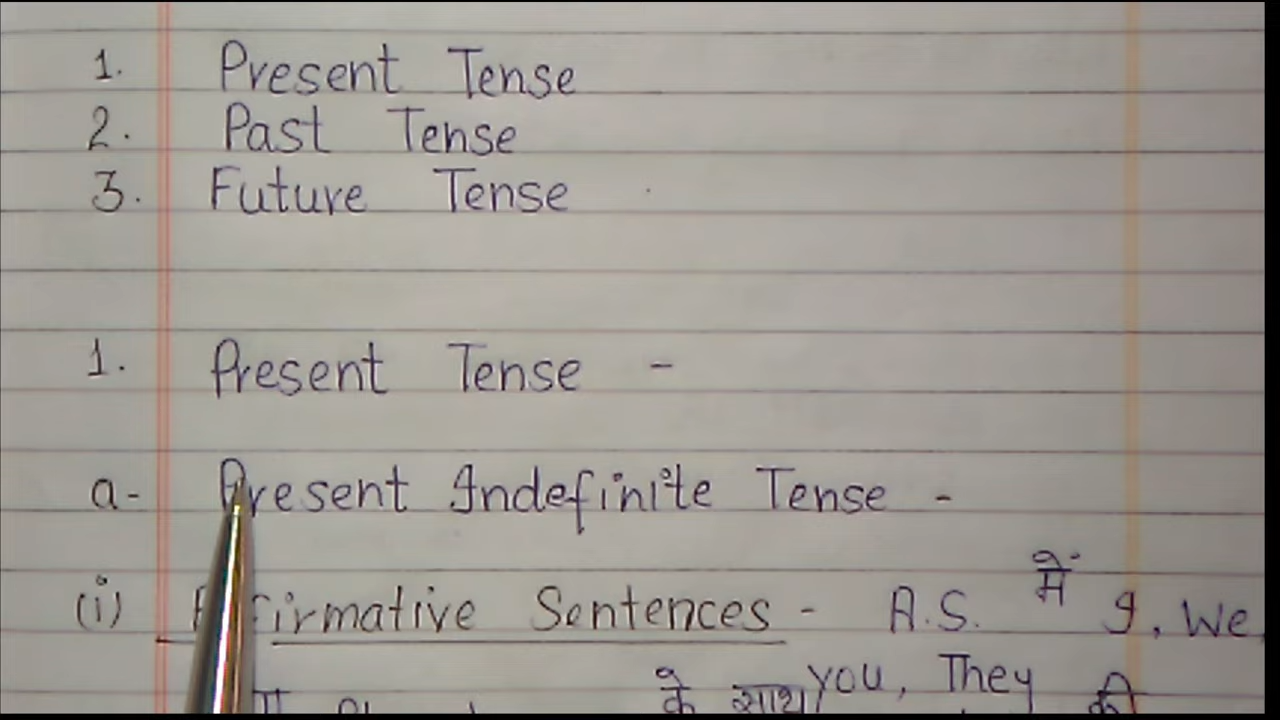 1. Present Tense
2. Past Tense
3. Future Tense
1. Present Tense -
a- Present Indefinite Tense -
(i) Affirmative Sentences - A.S. में I, We,
के साथ you, They की